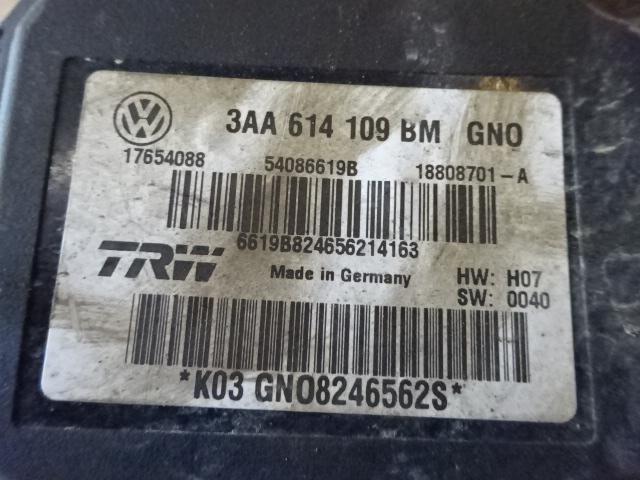 3AA 614 109 BM GNO
17654088 54086619B 18808701-A
6619B824656214163
TRW Made in Germany HW: H07
SW: 0040
*K03 GNO8246562S*